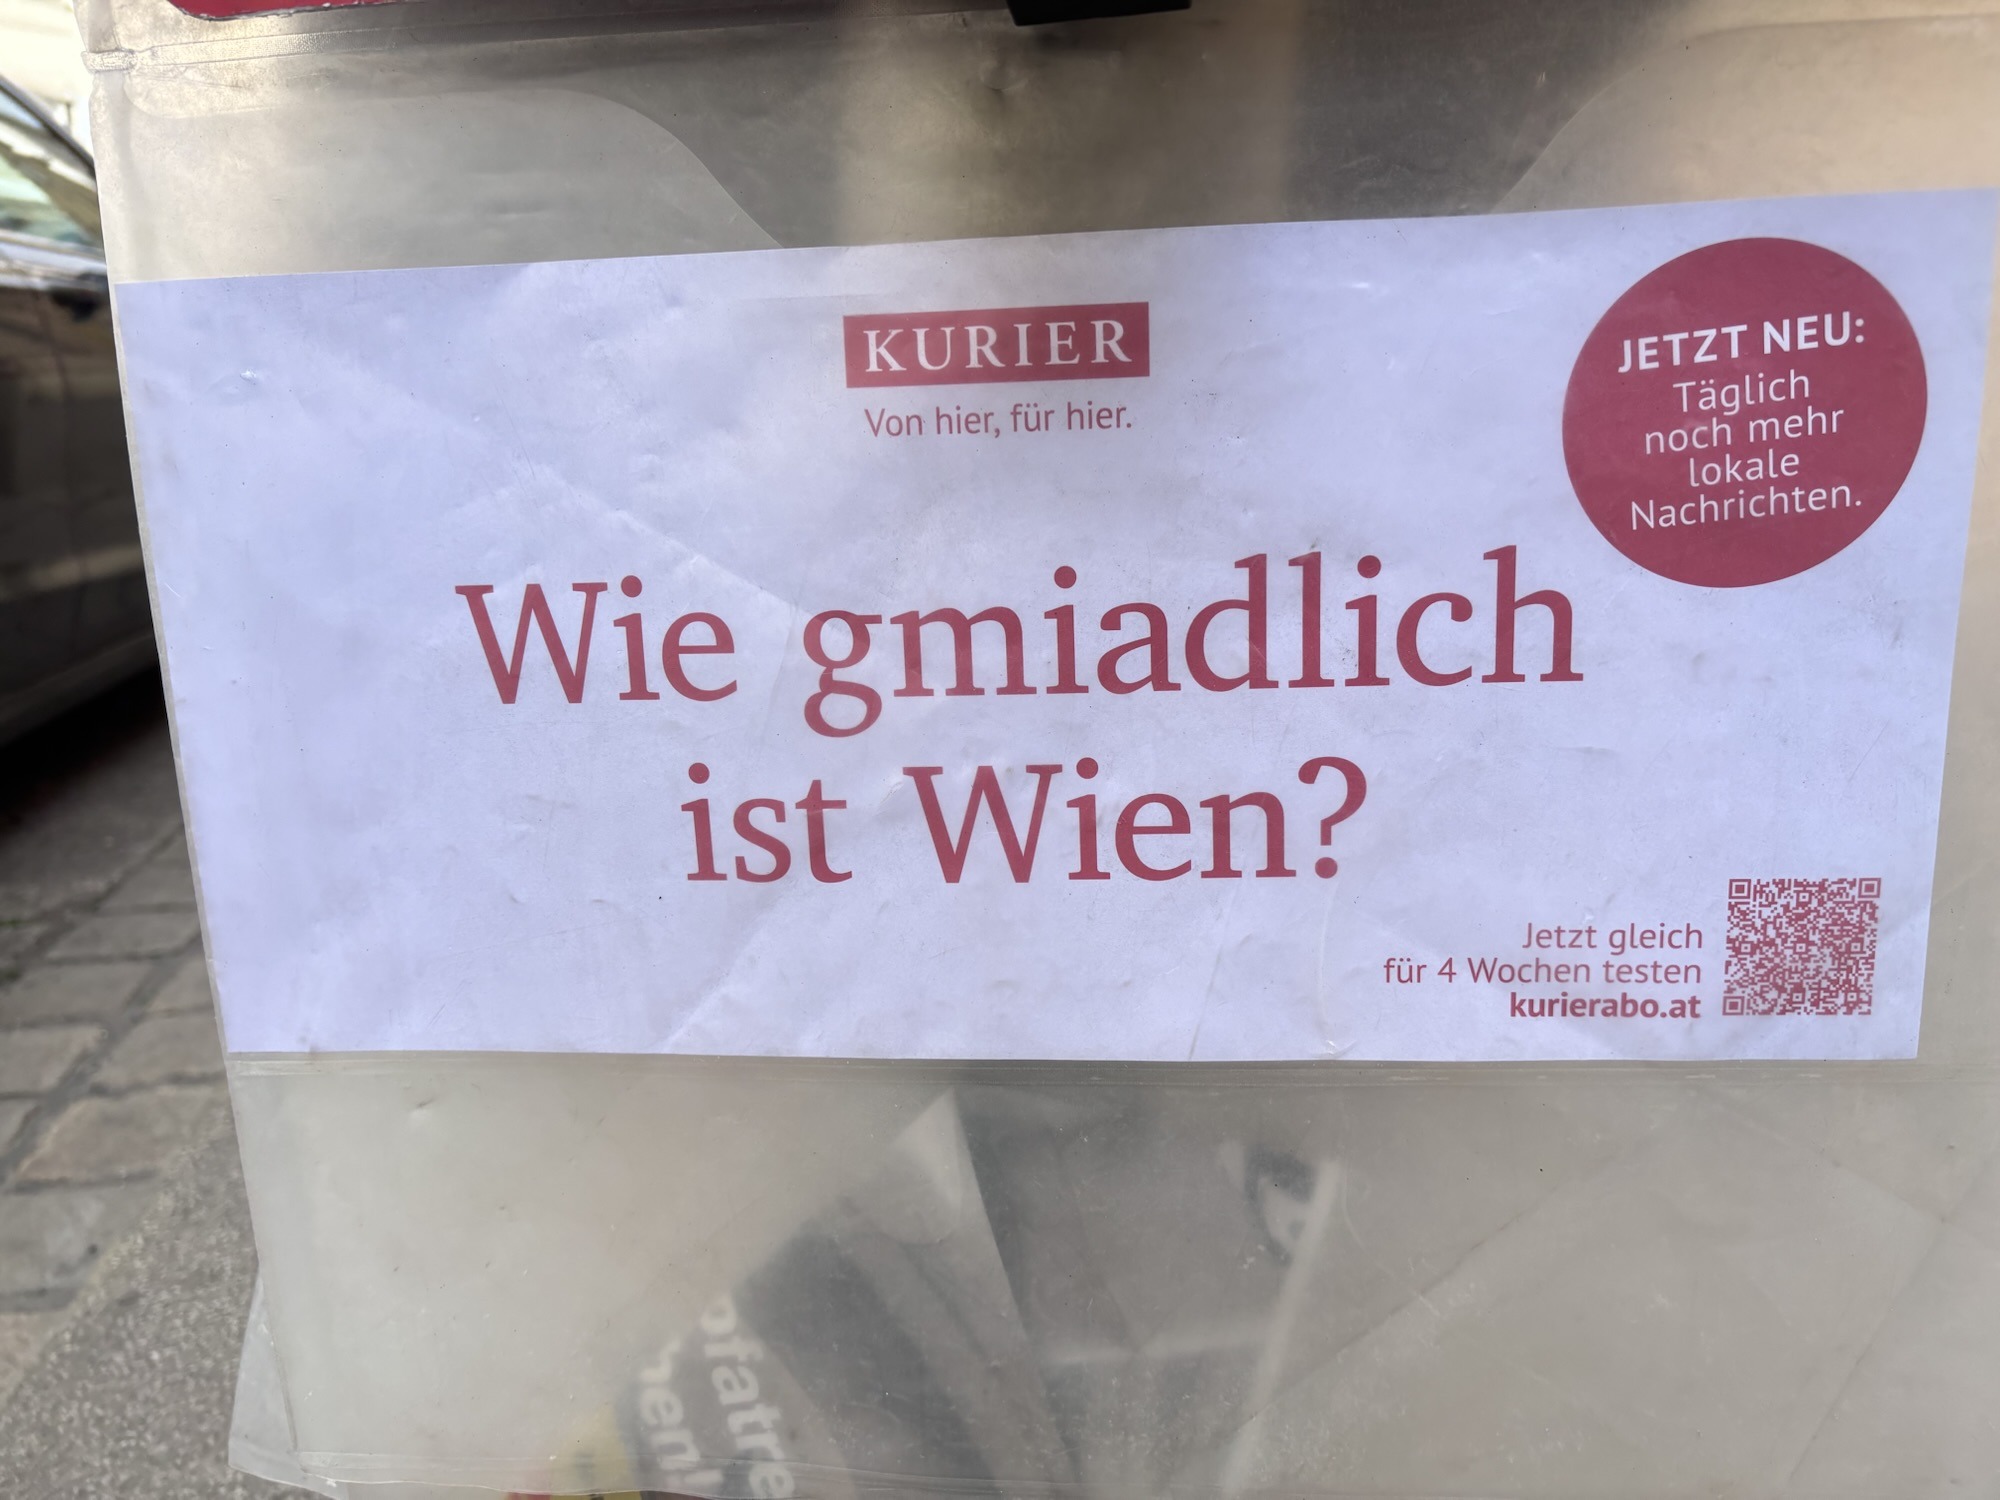 KURIER
Von hier, für hier.
JETZT NEU:
Täglich
noch mehr
lokale
Nachrichten.
Wie gmiadlich
ist Wien?
Jetzt gleich
für 4 Wochen testen
kurierabo.at